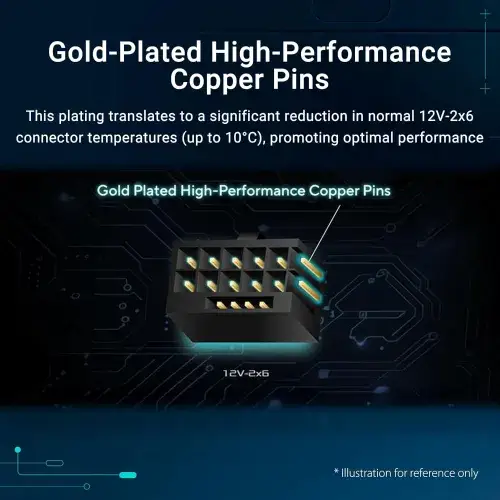 Gold-Plated High-Performance
Copper Pins
This plating translates to a significant reduction in normal 12V-2x6
connector temperatures (up to 10°C), promoting optimal performance
Gold Plated High-Performance Copper Pins
12V-2x6
* Illustration for reference only